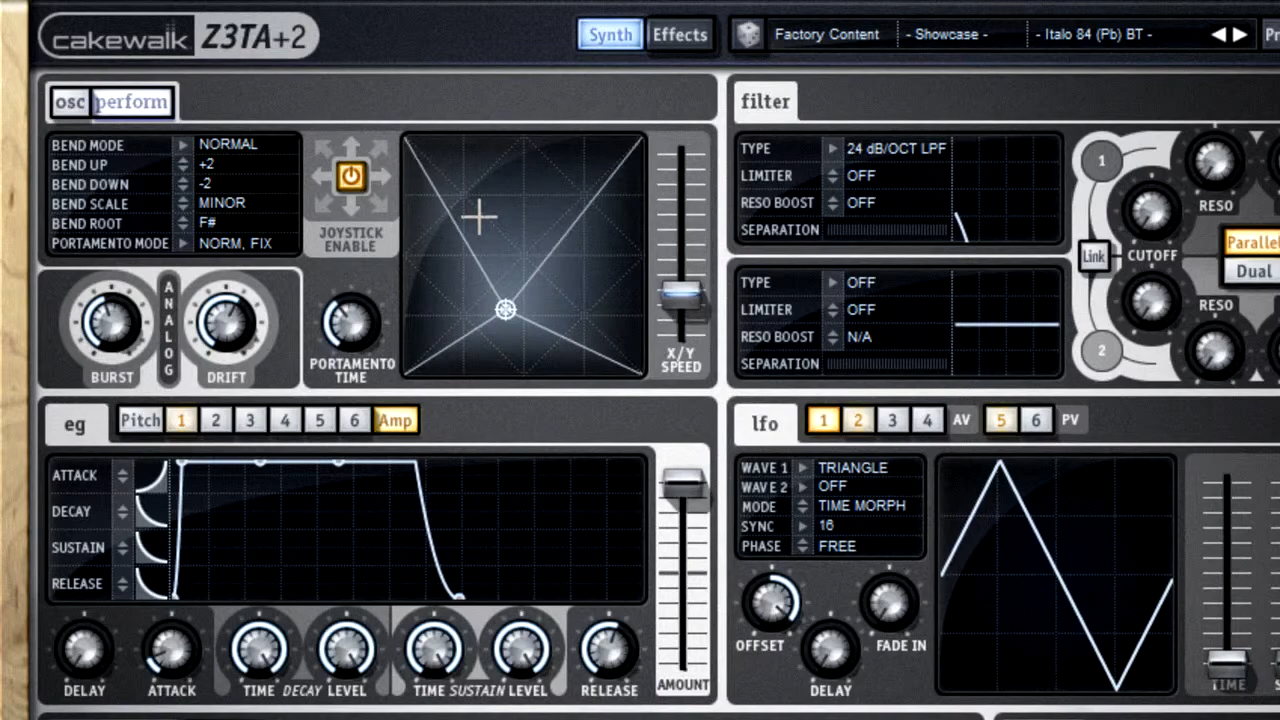 cakewalk Z3TA+2 Synth Effects Factory Content - Showcase - - Italo 84 (Pb) BT - Pr
osc perform
BEND MODE NORMAL
BEND UP +2
BEND DOWN -2
BEND SCALE MINOR
BEND ROOT F#
PORTAMENTO MODE NORM, FIX
JOYSTICK
ENABLE
ANALOG
BURST DRIFT
PORTAMENTO
TIME
X/Y
SPEED
filter
TYPE 24 dB/OCT LPF
LIMITER OFF
RESO BOOST OFF
SEPARATION
TYPE OFF
LIMITER OFF
RESO BOOST N/A
SEPARATION
1
RESO
Link CUTOFF
Parallel
Dual
RESO
2
eg Pitch 1 2 3 4 5 6 Amp
ATTACK
DECAY
SUSTAIN
RELEASE
DELAY ATTACK TIME DECAY LEVEL TIME SUSTAIN LEVEL RELEASE AMOUNT
lfo 1 2 3 4 AV 5 6 PV
WAVE 1 TRIANGLE
WAVE 2 OFF
MODE TIME MORPH
SYNC 16
PHASE FREE
OFFSET FADE IN
DELAY
TIME S